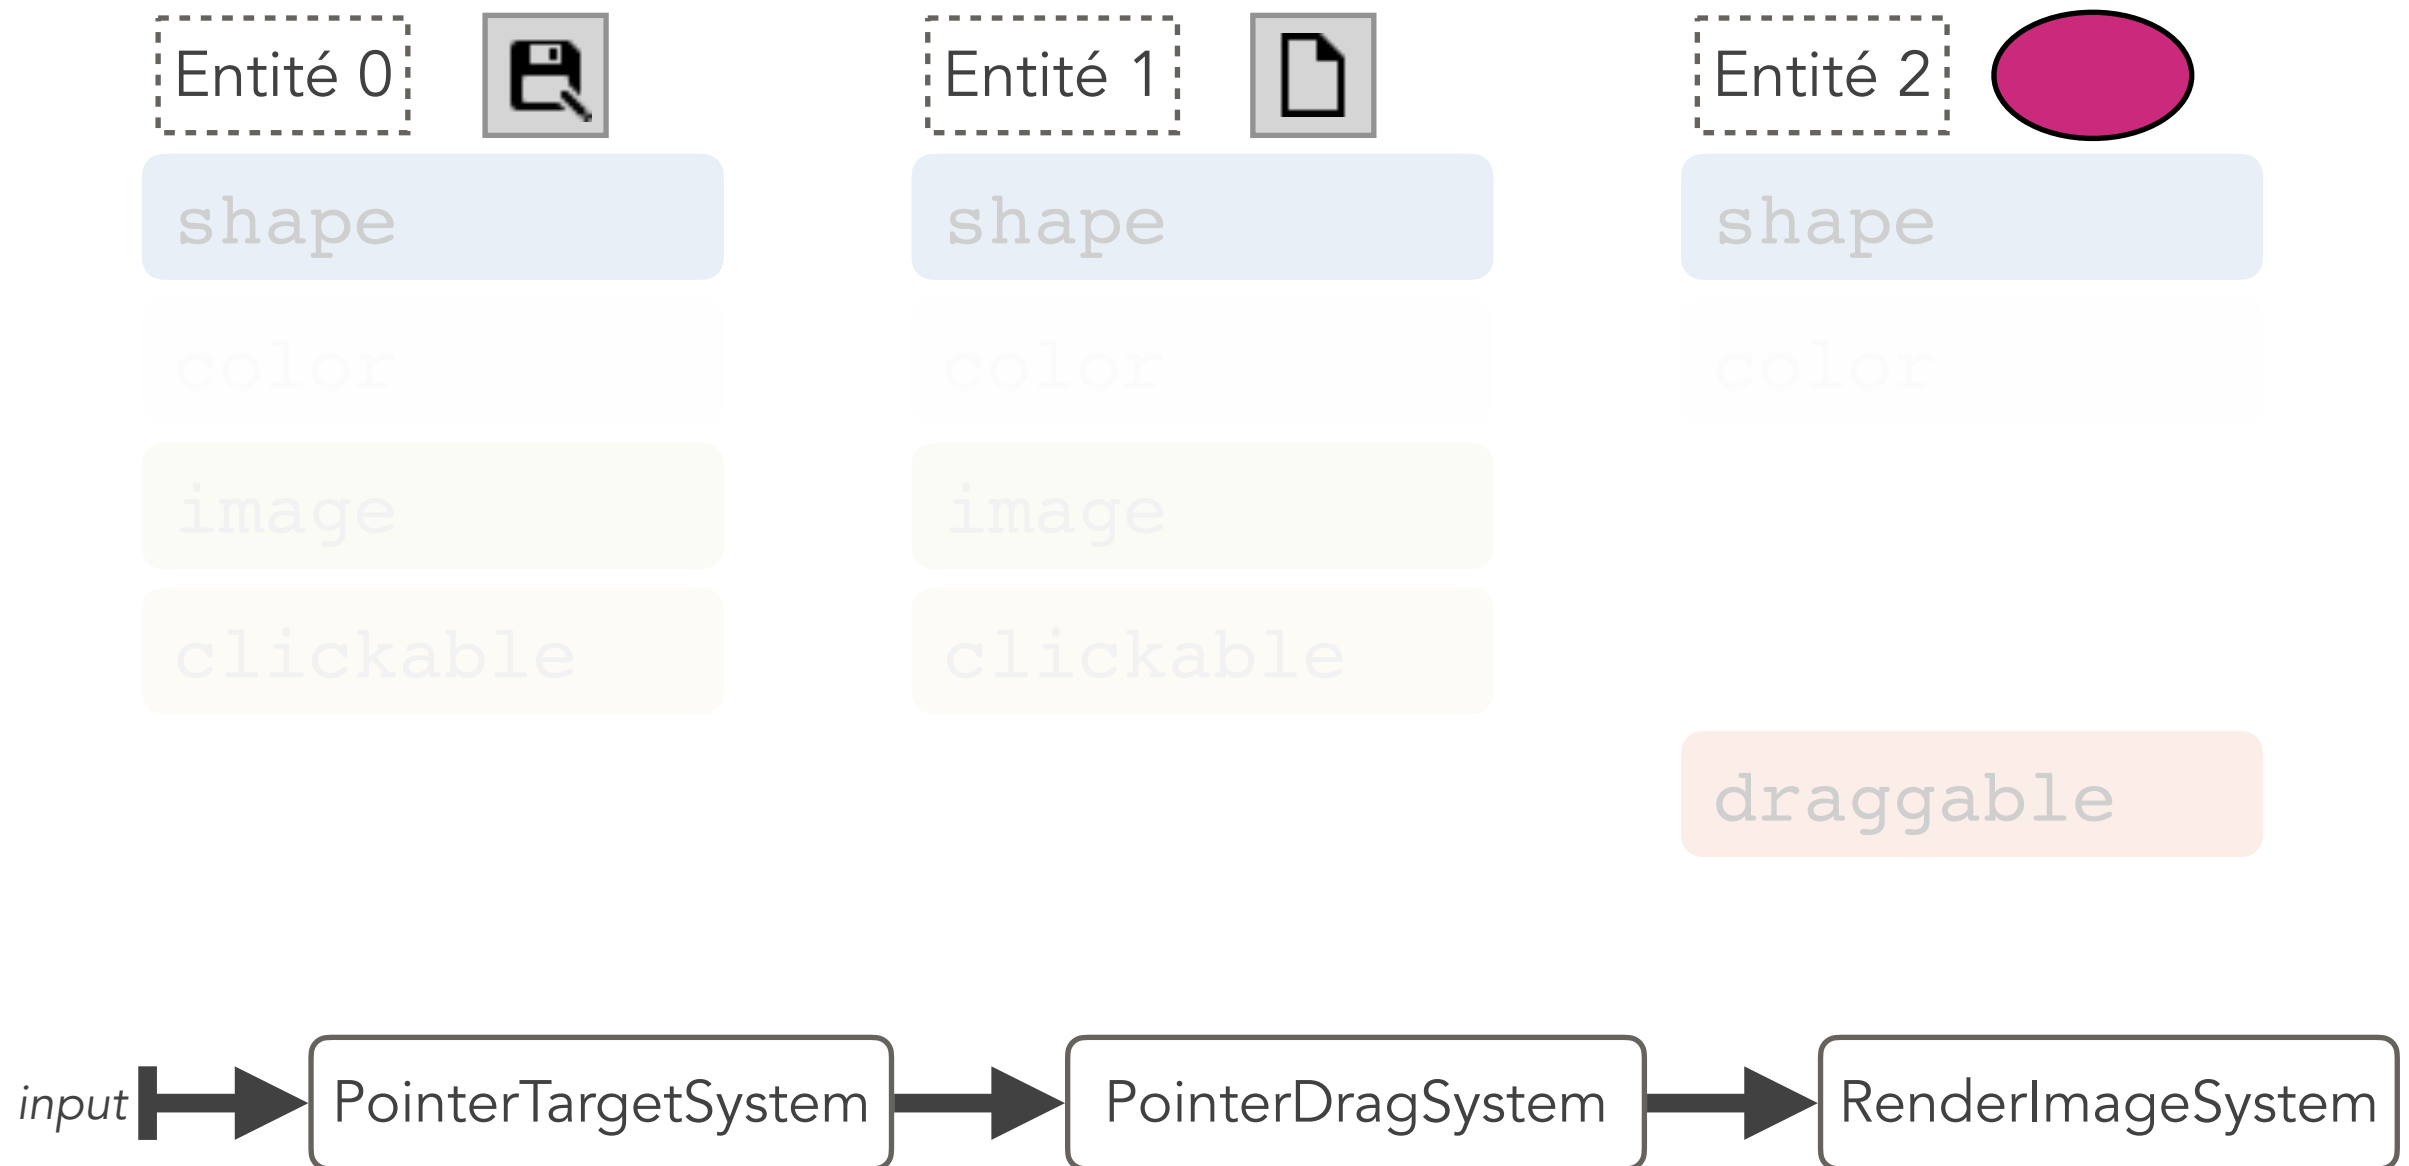 Entité 0 Entité 1 Entité 2
shape shape shape
color color color
image image
clickable clickable
draggable
input PointerTargetSystem PointerDragSystem RenderImageSystem